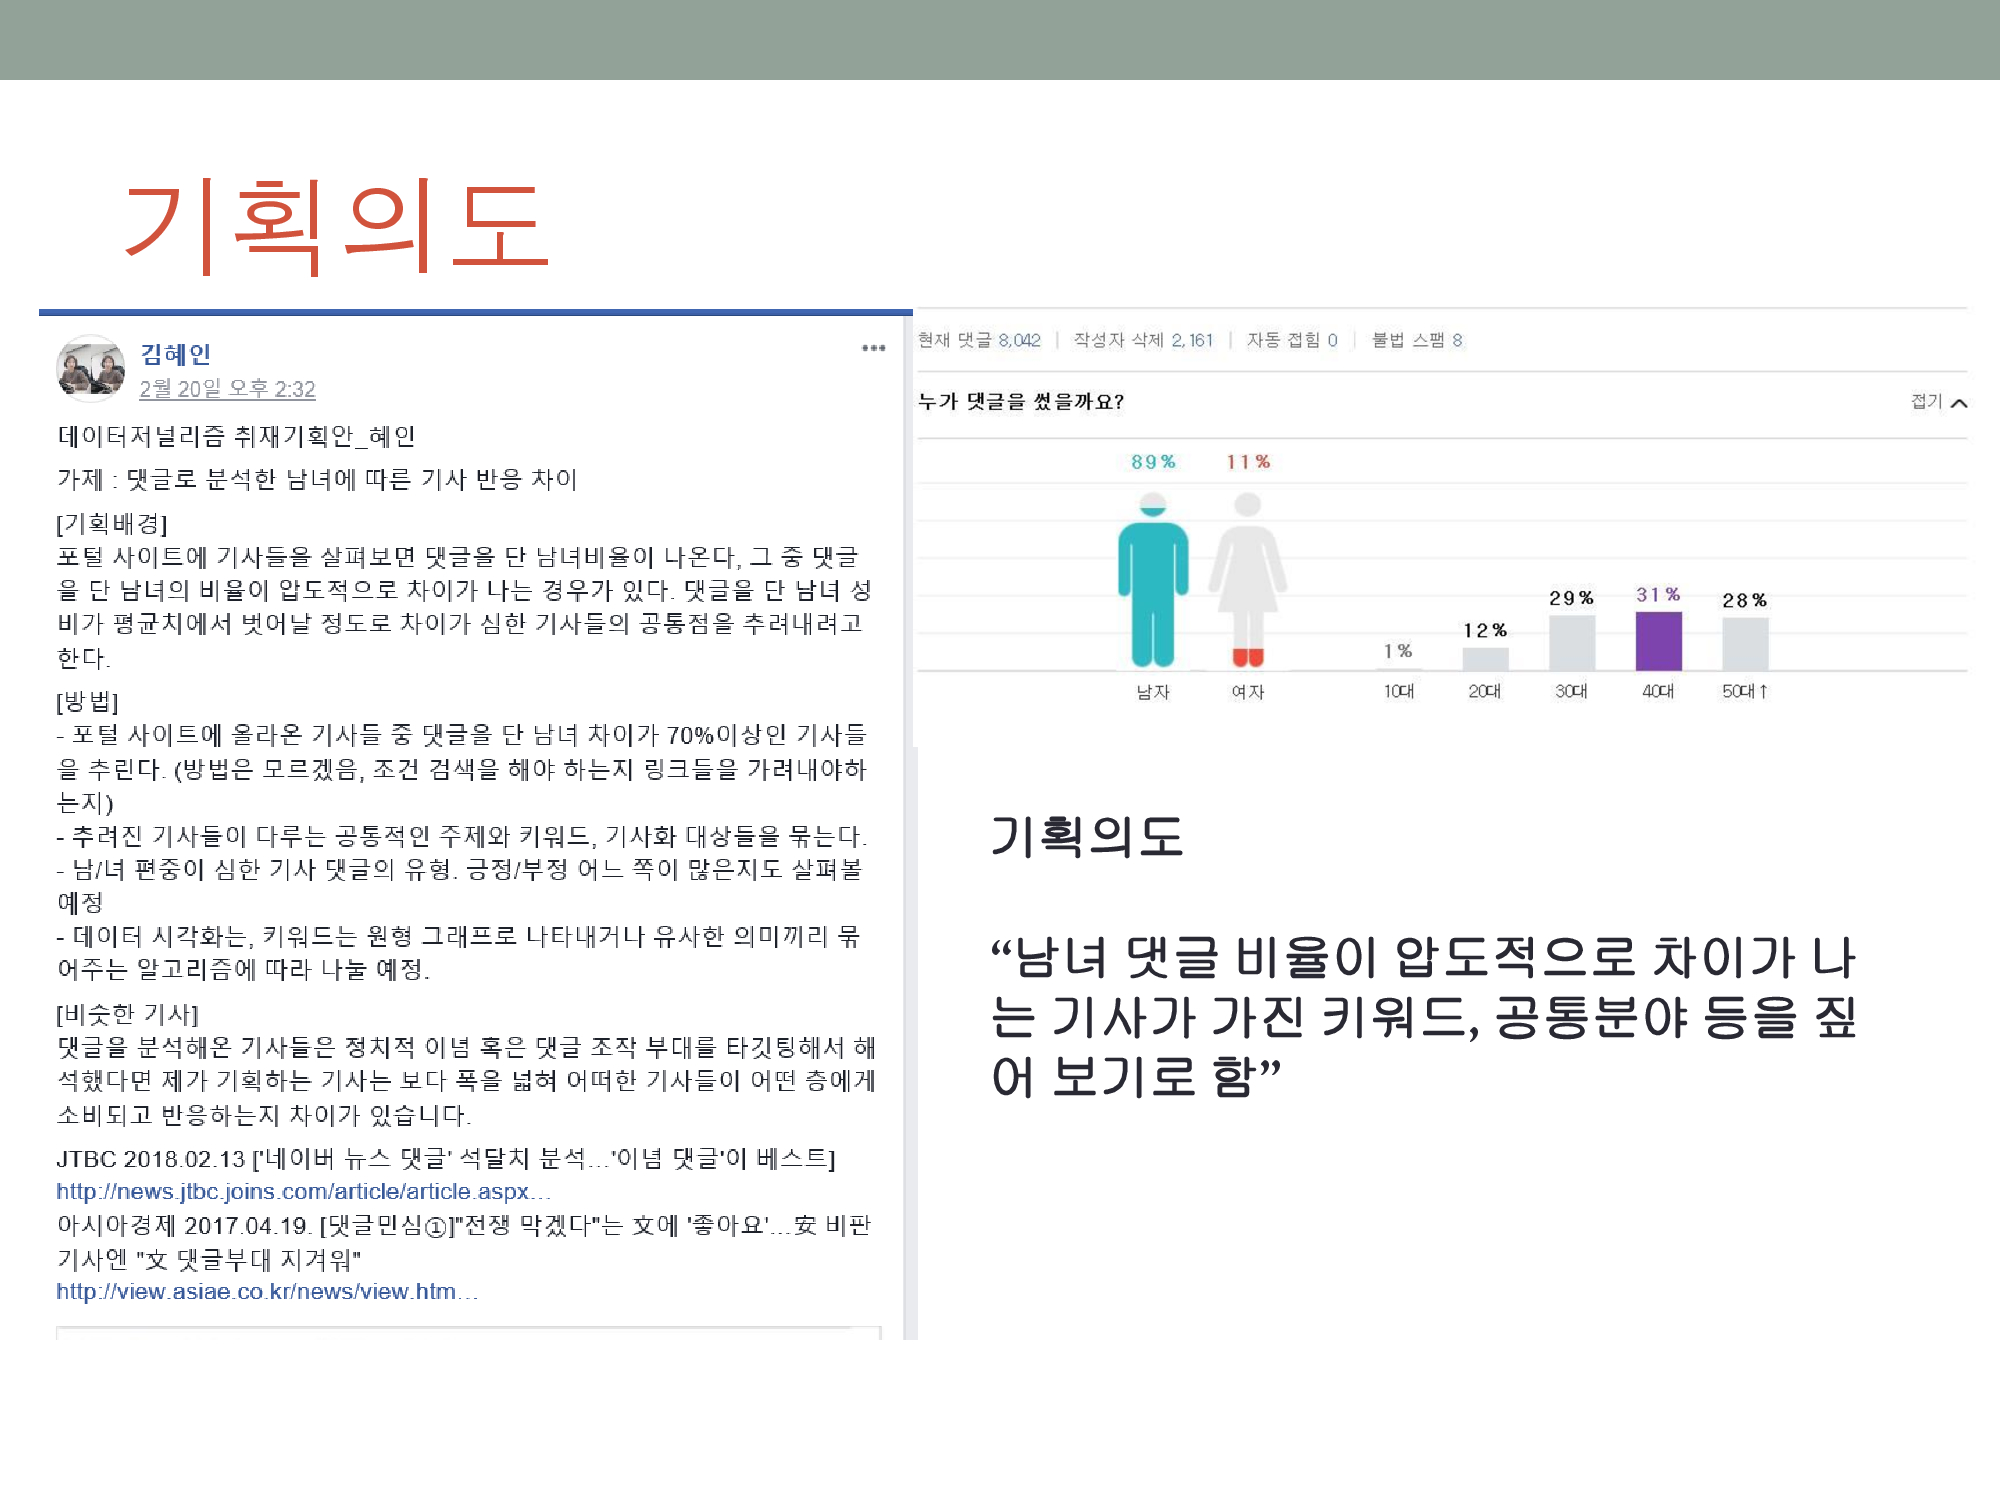 기획의도
김혜인
2월 20일 오후 2:32
데이터저널리즘 취재기획안_혜인
가제 : 댓글로 분석한 남녀에 따른 기사 반응 차이
[기획배경]
포털 사이트에 기사들을 살펴보면 댓글을 단 남녀비율이 나온다, 그 중 댓글
을 단 남녀의 비율이 압도적으로 차이가 나는 경우가 있다. 댓글을 단 남녀 성
비가 평균치에서 벗어날 정도로 차이가 심한 기사들의 공통점을 추려내려고
한다.
[방법]
- 포털 사이트에 올라온 기사들 중 댓글을 단 남녀 차이가 70%이상인 기사들
을 추린다. (방법은 모르겠음, 조건 검색을 해야 하는지 링크들을 가려내야하
는지)
- 추려진 기사들이 다루는 공통적인 주제와 키워드, 기사화 대상들을 묶는다.
- 남/녀 편중이 심한 기사 댓글의 유형. 긍정/부정 어느 쪽이 많은지도 살펴볼
예정
- 데이터 시각화는, 키워드는 원형 그래프로 나타내거나 유사한 의미끼리 묶
어주는 알고리즘에 따라 나눌 예정.
[비슷한 기사]
댓글을 분석해온 기사들은 정치적 이념 혹은 댓글 조작 부대를 타깃팅해서 해
석했다면 제가 기획하는 기사는 보다 폭을 넓혀 어떠한 기사들이 어떤 층에게
소비되고 반응하는지 차이가 있습니다.
JTBC 2018.02.13 ['네이버 뉴스 댓글' 석달치 분석…'이념 댓글'이 베스트]
http://news.jtbc.joins.com/article/article.aspx…
아시아경제 2017.04.19. [댓글민심①]"전쟁 막겠다"는 文에 '좋아요'…安 비판
기사엔 "文 댓글부대 지겨워"
http://view.asiae.co.kr/news/view.htm…
현재 댓글 8,042 | 작성자 삭제 2,161 | 자동 접힘 0 | 불법 스팸 8
누가 댓글을 썼을까요? 접기
89% 11%
29% 31% 28%
12%
1%
남자 여자 10대 20대 30대 40대 50대↑
기획의도
“남녀 댓글 비율이 압도적으로 차이가 나
는 기사가 가진 키워드, 공통분야 등을 짚
어 보기로 함”